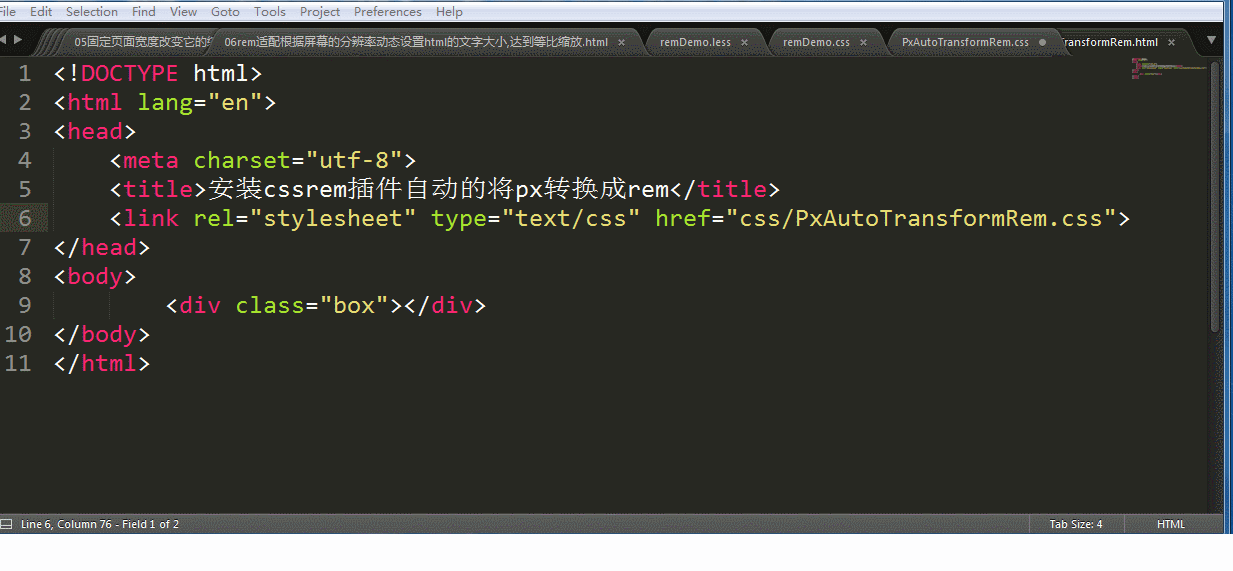 File Edit Selection Find View Goto Tools Project Preferences Help
05固定页面宽度改变它的 06rem适配根据屏幕的分辨率动态设置html的文字大小,达到等比缩放.html × remDemo.less × remDemo.css × PxAutoTransformRem.css ransformRem.html ×
1 <!DOCTYPE html>
2 <html lang="en">
3 <head>
4 <meta charset="utf-8">
5 <title>安装cssrem插件自动的将px转换成rem</title>
6 <link rel="stylesheet" type="text/css" href="css/PxAutoTransformRem.css">
7 </head>
8 <body>
9 <div class="box"></div>
10 </body>
11 </html>
Line 6, Column 76 - Field 1 of 2 Tab Size: 4 HTML